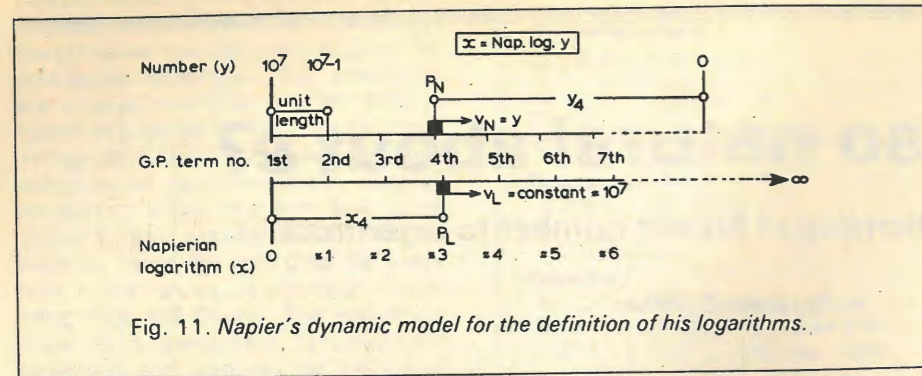 x = Nap. log. y
Number (y) 10⁷ 10⁷-1 P_N O
unit
length
y₄
v_N = y
G.P. term no. 1st 2nd 3rd 4th 5th 6th 7th
v_L = constant = 10⁷ ∞
x₄
P_L
Napierian
logarithm (x) 0 ≈1 ≈2 ≈3 ≈4 ≈5 ≈6
Fig. 11. Napier's dynamic model for the definition of his logarithms.